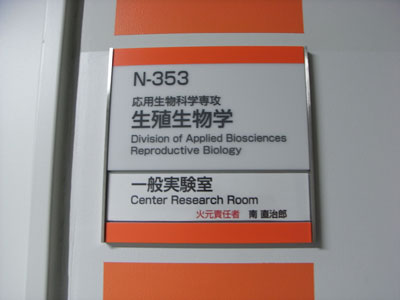 N-353
応用生物科学専攻
生殖生物学
Division of Applied Biosciences
Reproductive Biology
一般実験室
Center Research Room
火元責任者 南 直治郎